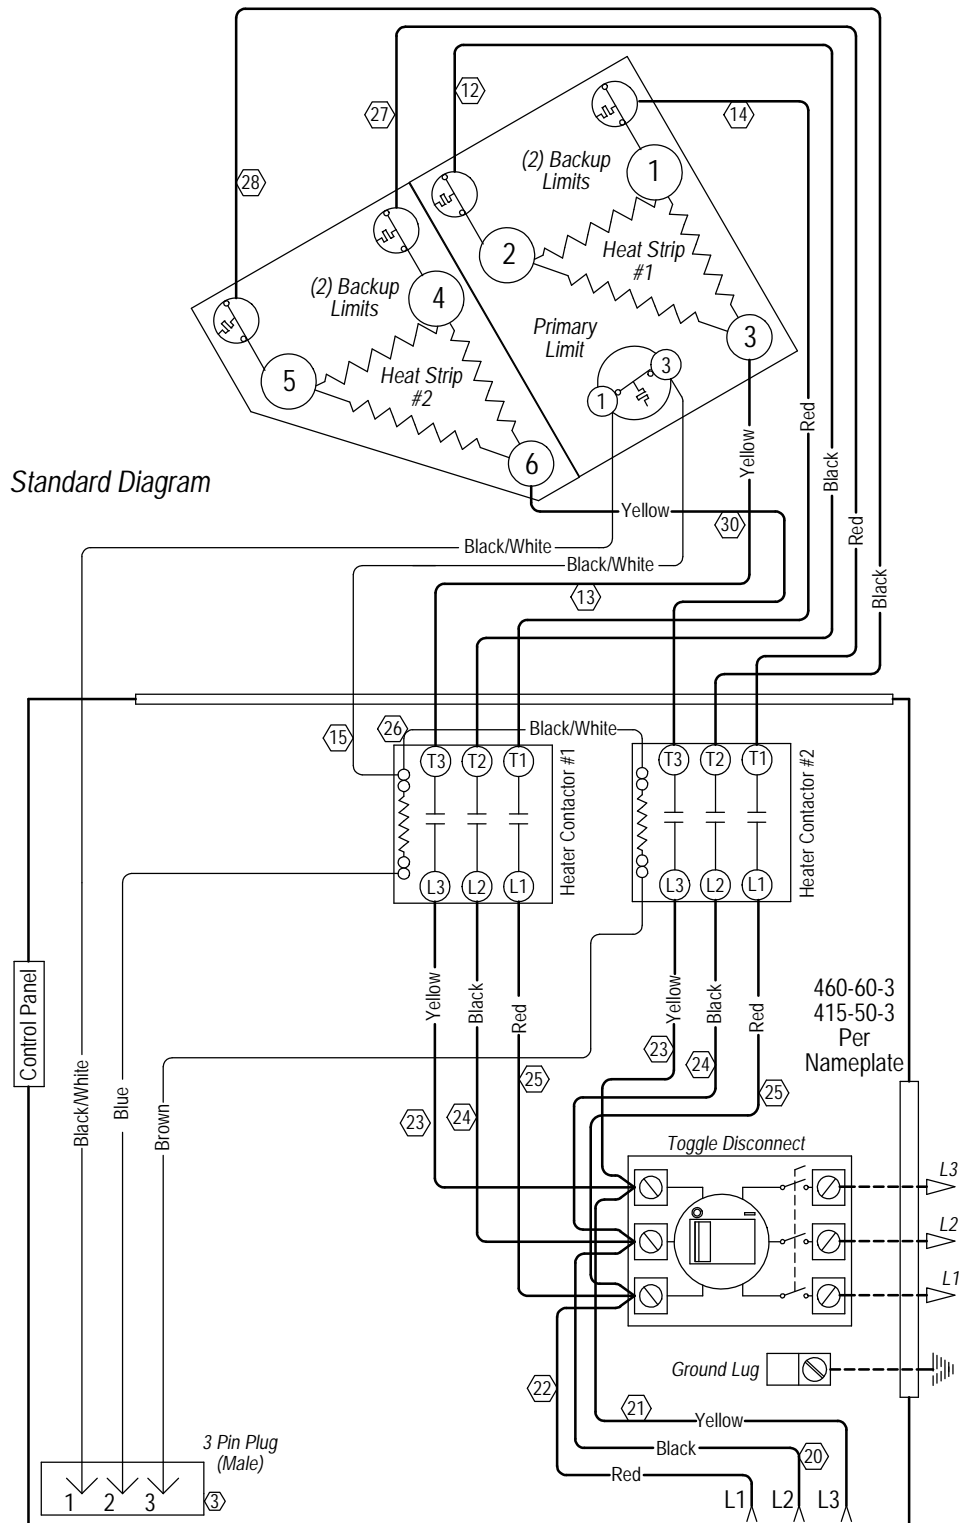 12
27
14
28
(2) Backup
Limits
1
2
Heat Strip
#1
(2) Backup
Limits
4
Primary
Limit
3
5
Heat Strip
#2
3
1
6
Red
Yellow
Black
Standard Diagram
Yellow
30
Red
Black/White
Black/White
Black
13
15
26
Black/White
T3
T2
T1
Heater Contactor #1
T3
T2
T1
Heater Contactor #2
L3
L2
L1
L3
L2
L1
Control Panel
Yellow
Black
Red
Yellow
Black
Red
460-60-3
415-50-3
Per
Nameplate
Black/White
Blue
Brown
23
24
25
23
24
25
Toggle Disconnect
L3
L2
L1
Ground Lug
22
21
Yellow
Black
20
Red
3 Pin Plug
(Male)
1 2 3
3
L1 L2 L3